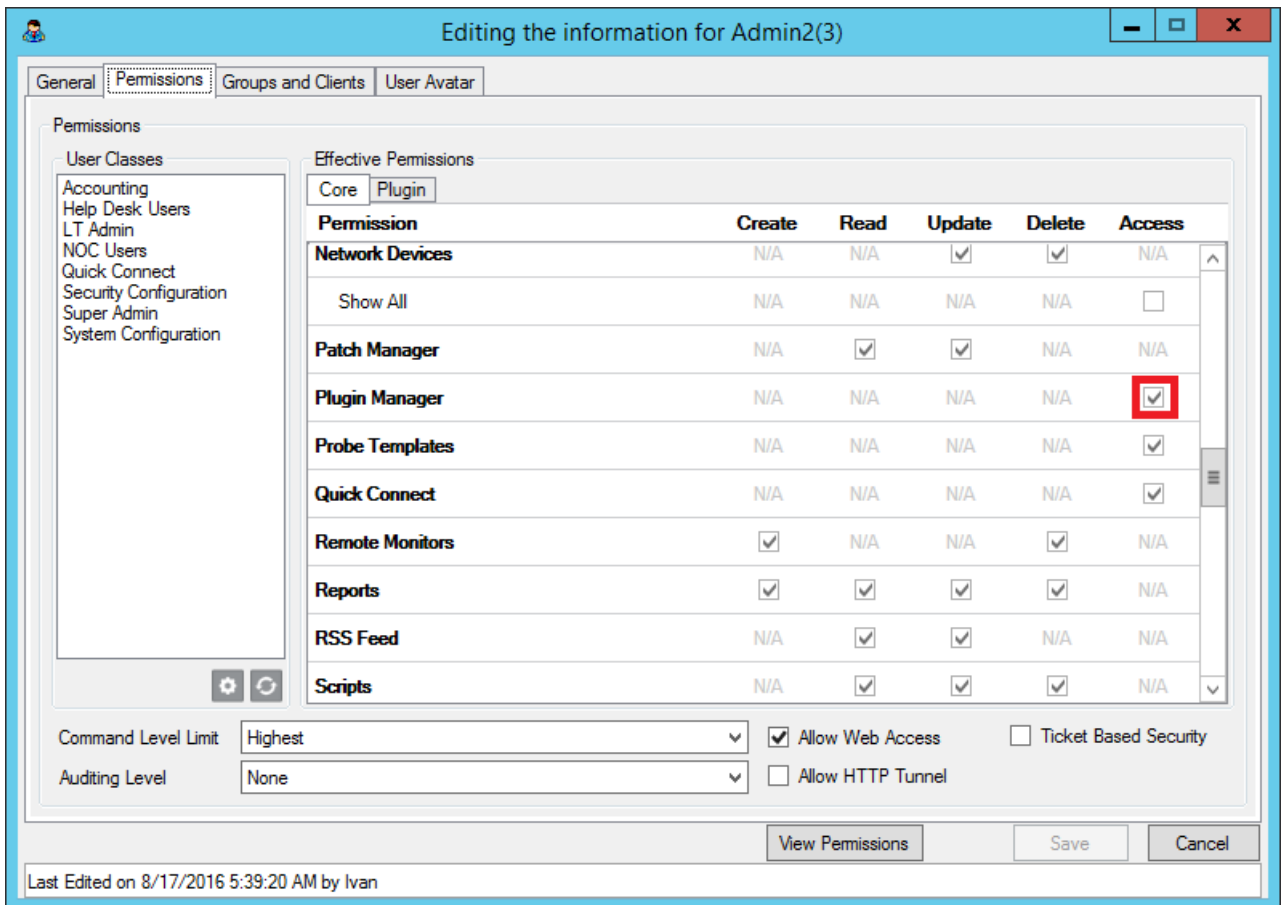 Editing the information for Admin2(3)
General Permissions Groups and Clients User Avatar
Permissions
User Classes
Accounting
Help Desk Users
LT Admin
NOC Users
Quick Connect
Security Configuration
Super Admin
System Configuration
Effective Permissions
Core Plugin
Permission Create Read Update Delete Access
Network Devices N/A N/A N/A
Show All N/A N/A N/A N/A
Patch Manager N/A N/A N/A
Plugin Manager N/A N/A N/A N/A
Probe Templates N/A N/A N/A N/A
Quick Connect N/A N/A N/A N/A
Remote Monitors N/A N/A N/A
Reports N/A
RSS Feed N/A N/A N/A
Scripts N/A N/A
Command Level Limit Highest Allow Web Access Ticket Based Security
Auditing Level None Allow HTTP Tunnel
View Permissions Save Cancel
Last Edited on 8/17/2016 5:39:20 AM by Ivan